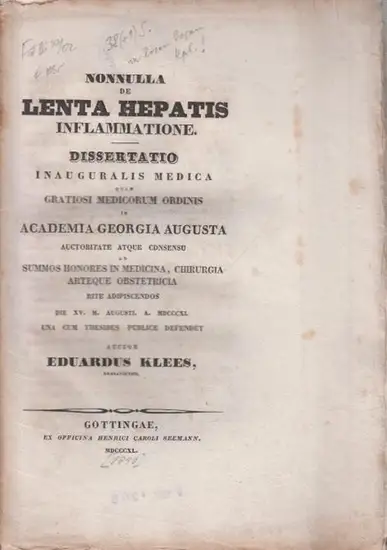 NONNULLA
DE
LENTA HEPATIS
INFLAMMATIONE.
DISSERTATIO
INAUGURALIS MEDICA
QUAM
GRATIOSI MEDICORUM ORDINIS
IN
ACADEMIA GEORGIA AUGUSTA
AUCTORITATE ATQUE CONSENSU
AD
SUMMOS HONORES IN MEDICINA, CHIRURGIA
ARTEQUE OBSTETRICIA
RITE ADIPISCENDOS
DIE XV. M. AUGUSTI. A. MDCCCXL
UNA CUM THESIBUS PUBLICE DEFENDET
AUCTOR
EDUARDUS KLEES,
GOTTINGAE,
EX OFFICINA HENRICI CAROLI SEEMANN.
MDCCCXL.